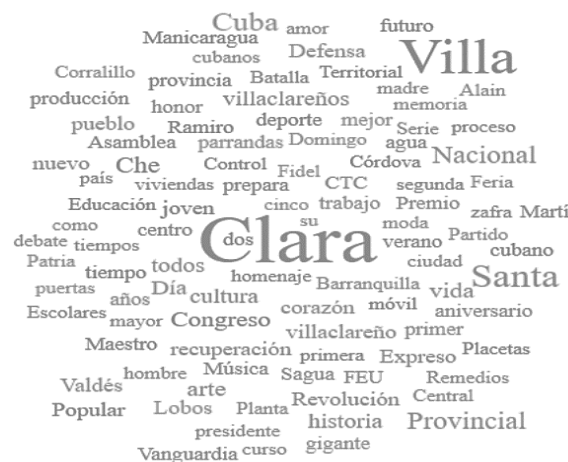 Cuba amor futuro
Manicaragua Villa
cubanos Defensa
Corralillo provincia Batalla Territorial madre Alain
producción honor villaclareños memoria
pueblo Ramiro deporte mejor Serie proceso
Asamblea parrandas Domingo agua
nuevo Che Control Fidel Córdova Nacional
país viviendas prepara CTC segunda Feria
Educación joven cinco trabajo Premio zafra Martí
como centro Clara dos su moda
debate tiempos verano Partido
Patria tiempo todos ciudad cubano
puertas Día homenaje Barranquilla vida Santa
años cultura corazón móvil aniversario
Escolares mayor Congreso villaclareño primer
Maestro recuperación primera Expreso Placetas
hombre Música Sagua FEU Remedios
Valdés arte Revolución Central
Popular Lobos Planta historia Provincial
presidente gigante
Vanguardia curso